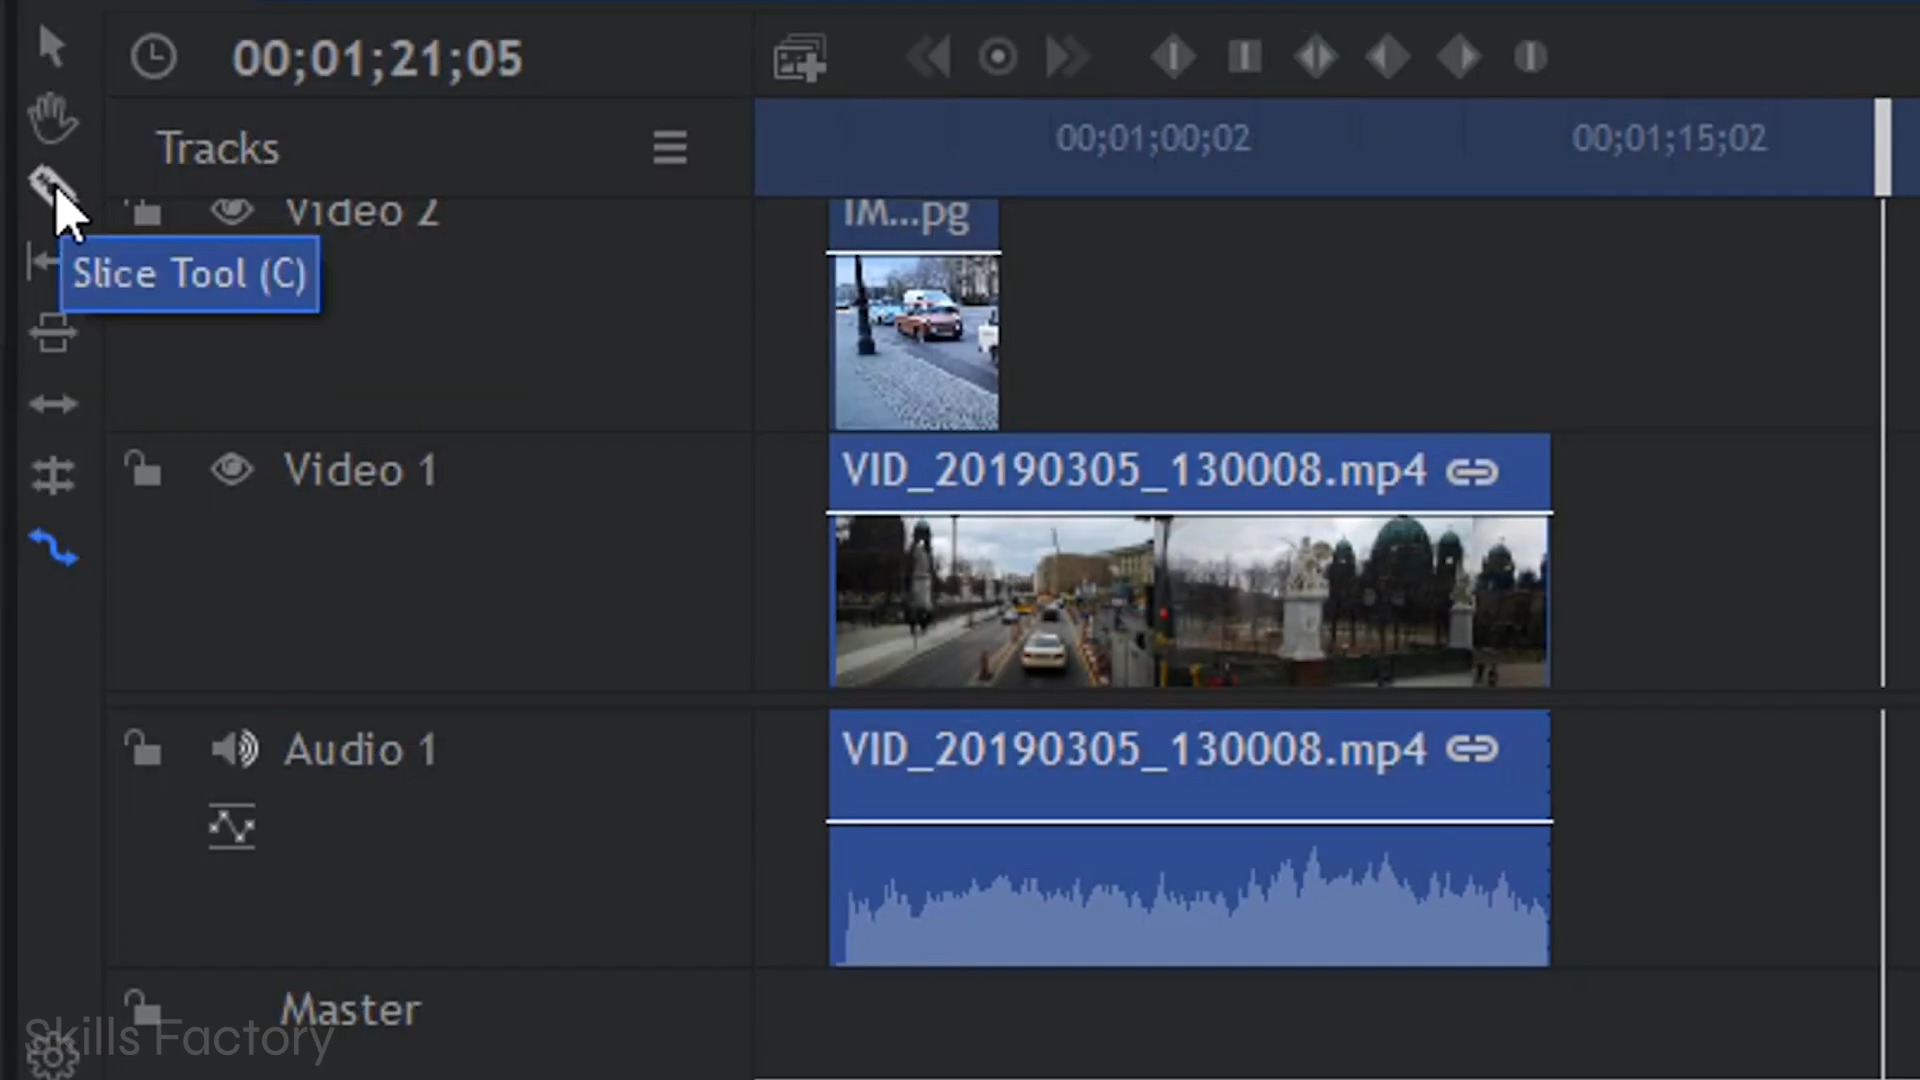 00;01;21;05
Tracks
00;01;00;02
00;01;15;02
Video 2
IM...pg
Slice Tool (C)
Video 1
VID_20190305_130008.mp4
Audio 1
VID_20190305_130008.mp4
Master
Skills Factory